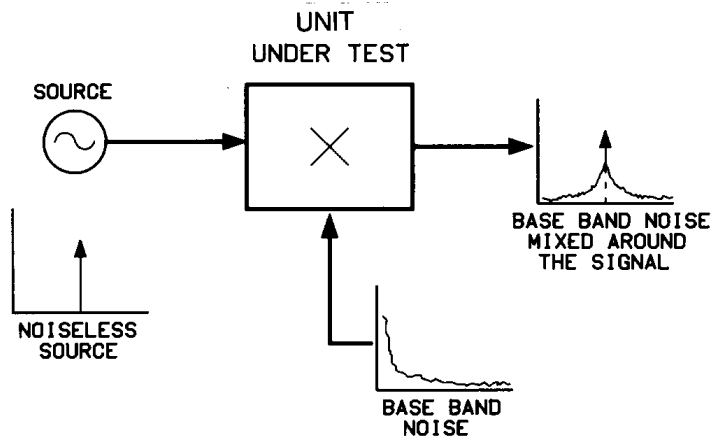 UNIT
UNDER TEST
SOURCE
NOISELESS
SOURCE
BASE BAND NOISE
MIXED AROUND
THE SIGNAL
BASE BAND
NOISE